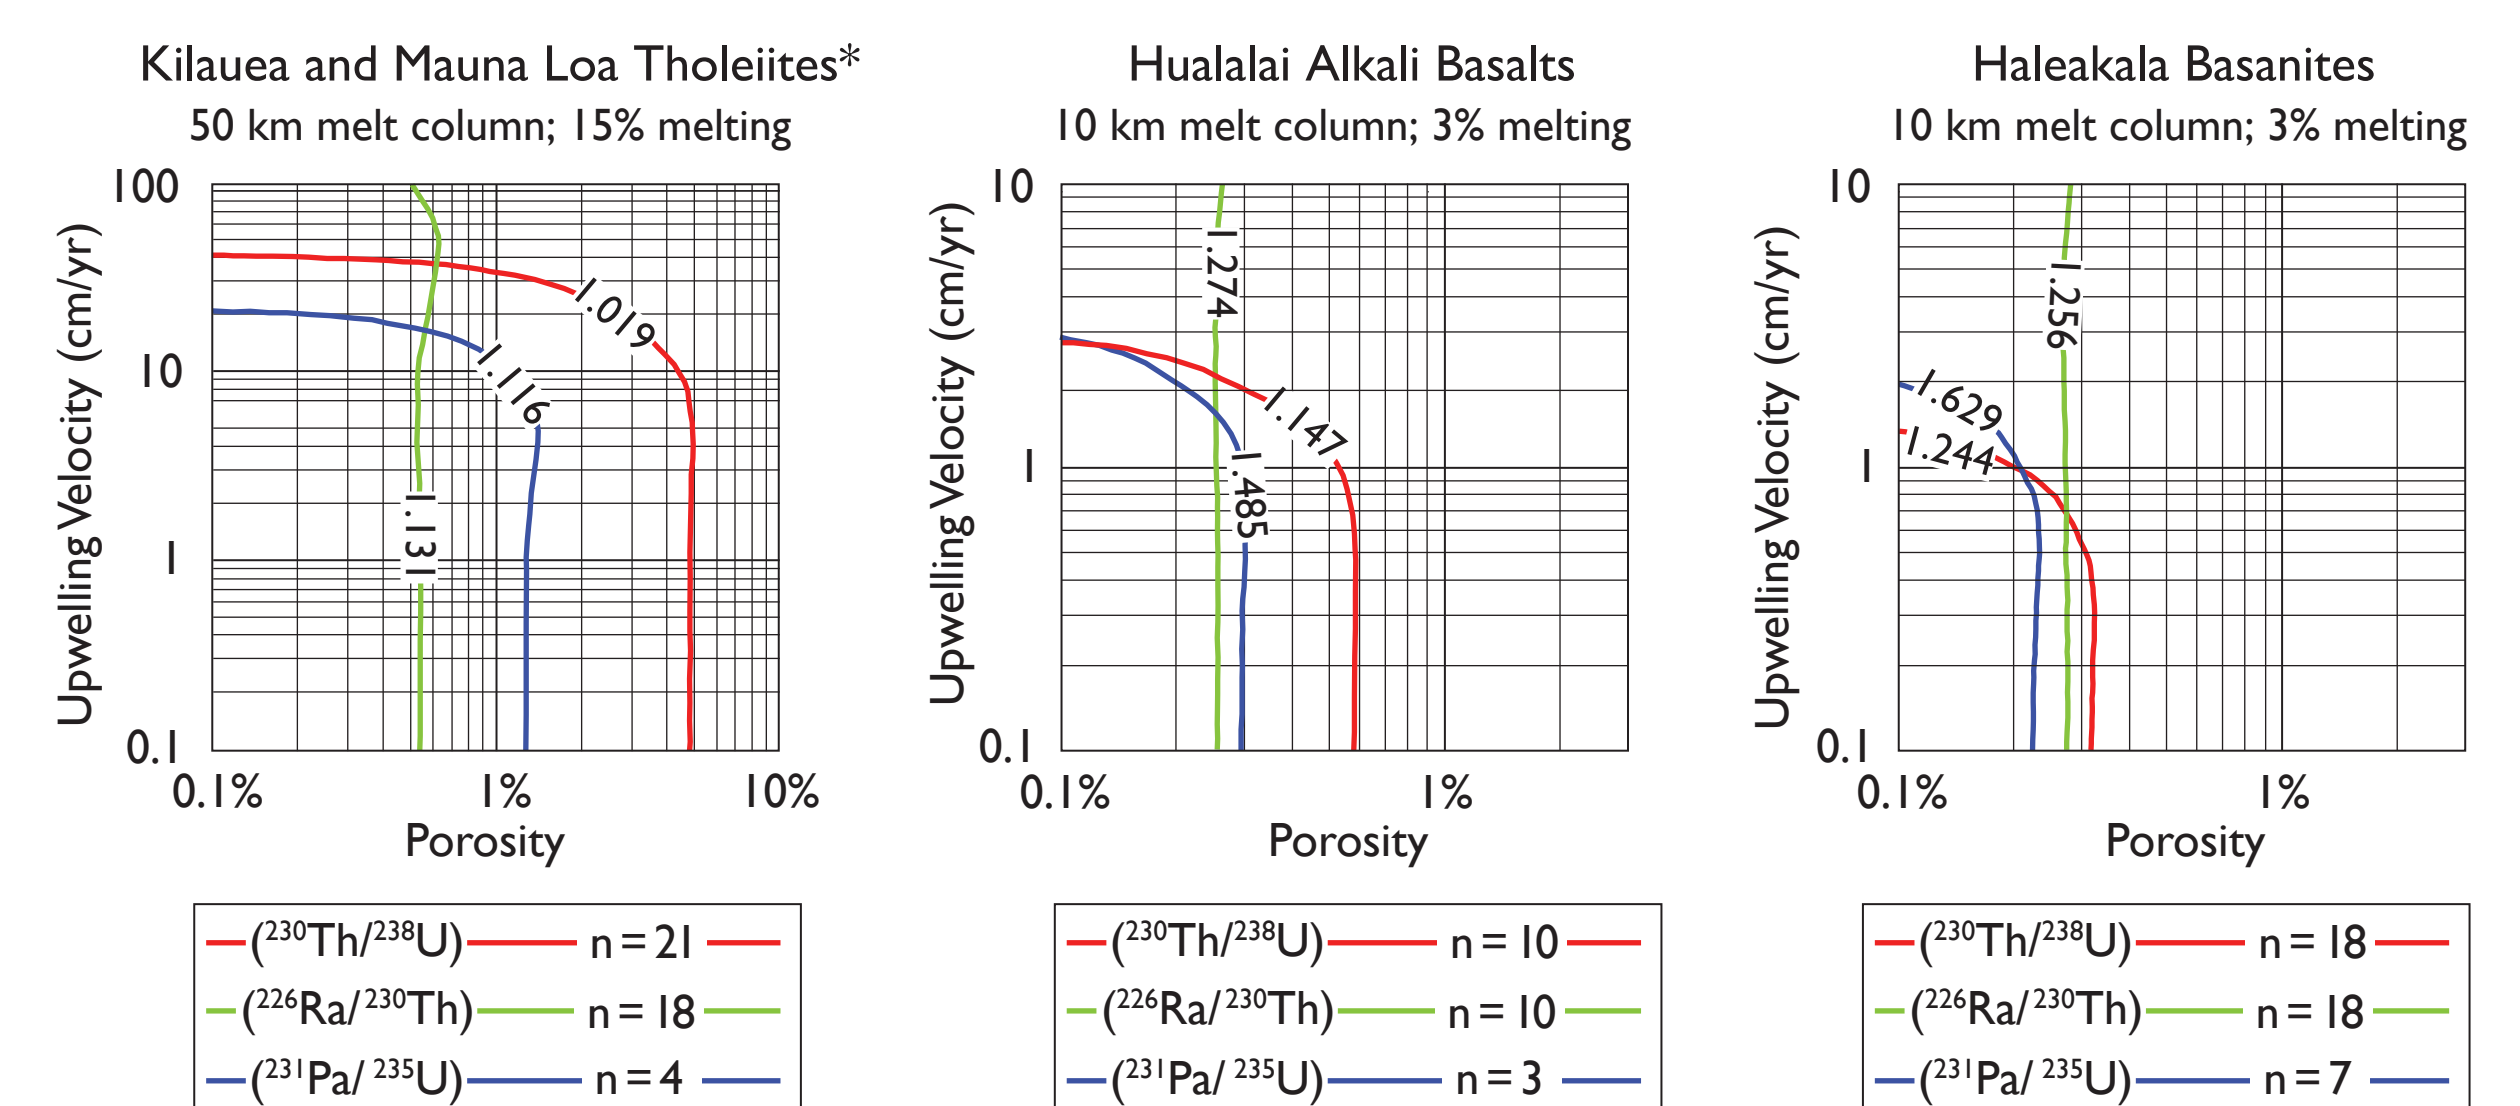 Kilauea and Mauna Loa Tholeiites*
50 km melt column; 15% melting
Upwelling Velocity (cm/yr)
100
10
1
0.1
1.019
1.116
1.131
0.1%
1%
10%
Porosity
(²³⁰Th/²³⁸U) n = 21
(²²⁶Ra/²³⁰Th) n = 18
(²³¹Pa/ ²³⁵U) n = 4
Hualalai Alkali Basalts
10 km melt column; 3% melting
Upwelling Velocity (cm/yr)
10
1
0.1
1.274
1.147
1.485
0.1%
1%
Porosity
(²³⁰Th/²³⁸U) n = 10
(²²⁶Ra/²³⁰Th) n = 10
(²³¹Pa/ ²³⁵U) n = 3
Haleakala Basanites
10 km melt column; 3% melting
Upwelling Velocity (cm/yr)
10
1
0.1
1.256
1.629
1.244
0.1%
1%
Porosity
(²³⁰Th/²³⁸U) n = 18
(²²⁶Ra/²³⁰Th) n = 18
(²³¹Pa/ ²³⁵U) n = 7